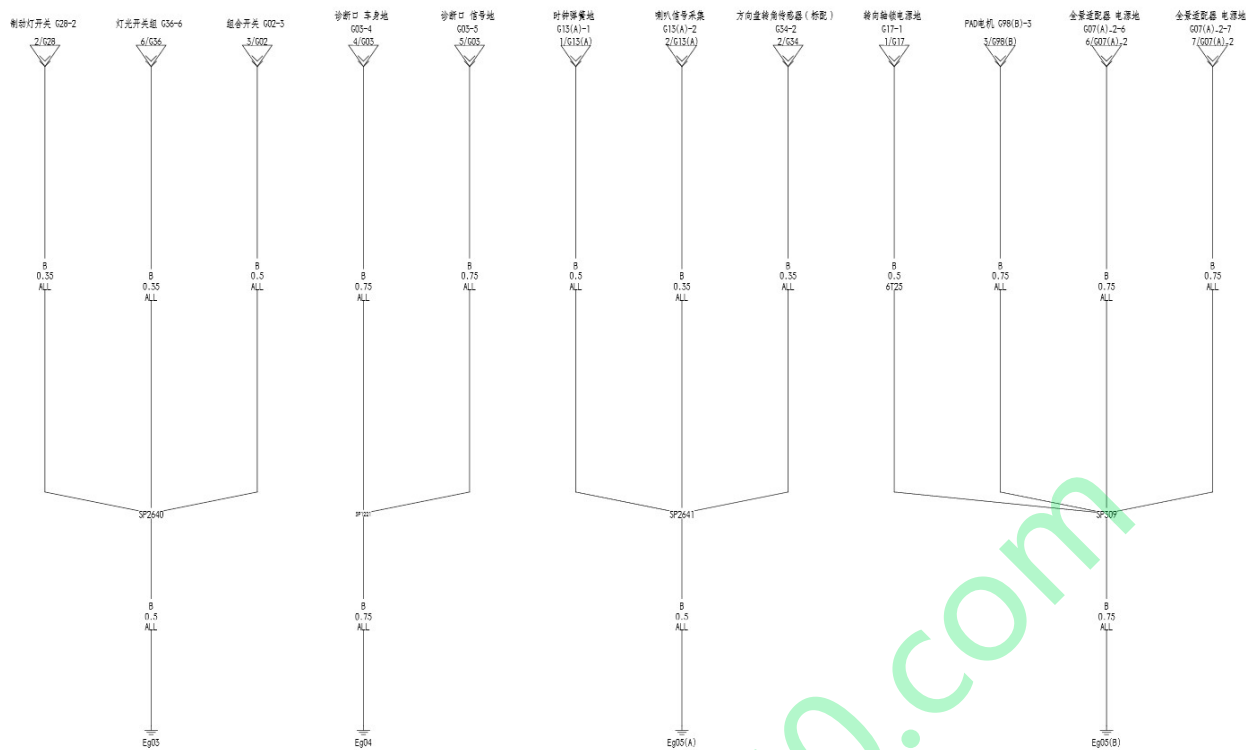 制动灯开关 G28-2
2/G28
灯光开关组 G36-6
6/G36
组合开关 G02-3
3/G02
诊断口 车身地
G03-4
4/G03
诊断口 信号地
G03-5
5/G03
时钟弹簧地
G13(A)-1
1/G13(A)
喇叭信号采集
G13(A)-2
2/G13(A)
方向盘转角传感器(标配)
G34-2
2/G34
转向轴锁电源地
G17-1
1/G17
PAD电机 G98(B)-3
3/G98(B)
全景适配器 电源地
G07(A)_2-6
6/G07(A)_2
全景适配器 电源地
G07(A)_2-7
7/G07(A)_2
B
0.35
ALL
B
0.35
ALL
B
0.5
ALL
B
0.75
ALL
B
0.75
ALL
B
0.5
ALL
B
0.35
ALL
B
0.35
ALL
B
0.5
6T25
B
0.75
ALL
B
0.75
ALL
B
0.75
ALL
SP2640
SP2641
SP309
B
0.5
ALL
B
0.75
ALL
B
0.5
ALL
B
0.75
ALL
Eg03
Eg04
Eg05(A)
Eg05(B)
.com